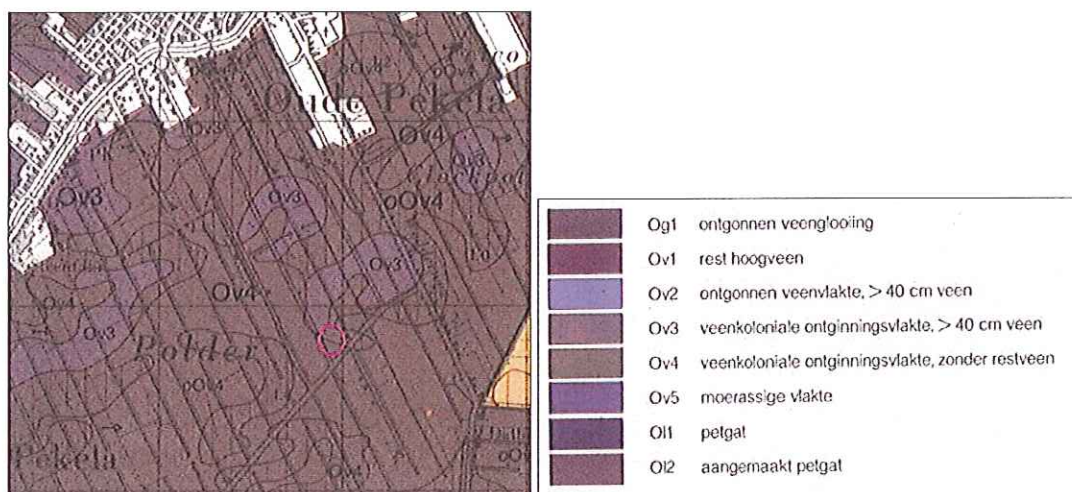 oOv4
oOv4
Oude Pekela
Ov3
Ov4
Ov3
PK
Ov3
Ov3
oOv4
Ov3
Ov4
Ov4
Ov3
Polder
Pekela
Og1 ontgonnen veenglooiing
Ov1 rest hoogveen
Ov2 ontgonnen veenvlakte, > 40 cm veen
Ov3 veenkoloniale ontginningsvlakte, > 40 cm veen
Ov4 veenkoloniale ontginningsvlakte, zonder restveen
Ov5 moerassige vlakte
Ol1 petgat
Ol2 aangemaakt petgat